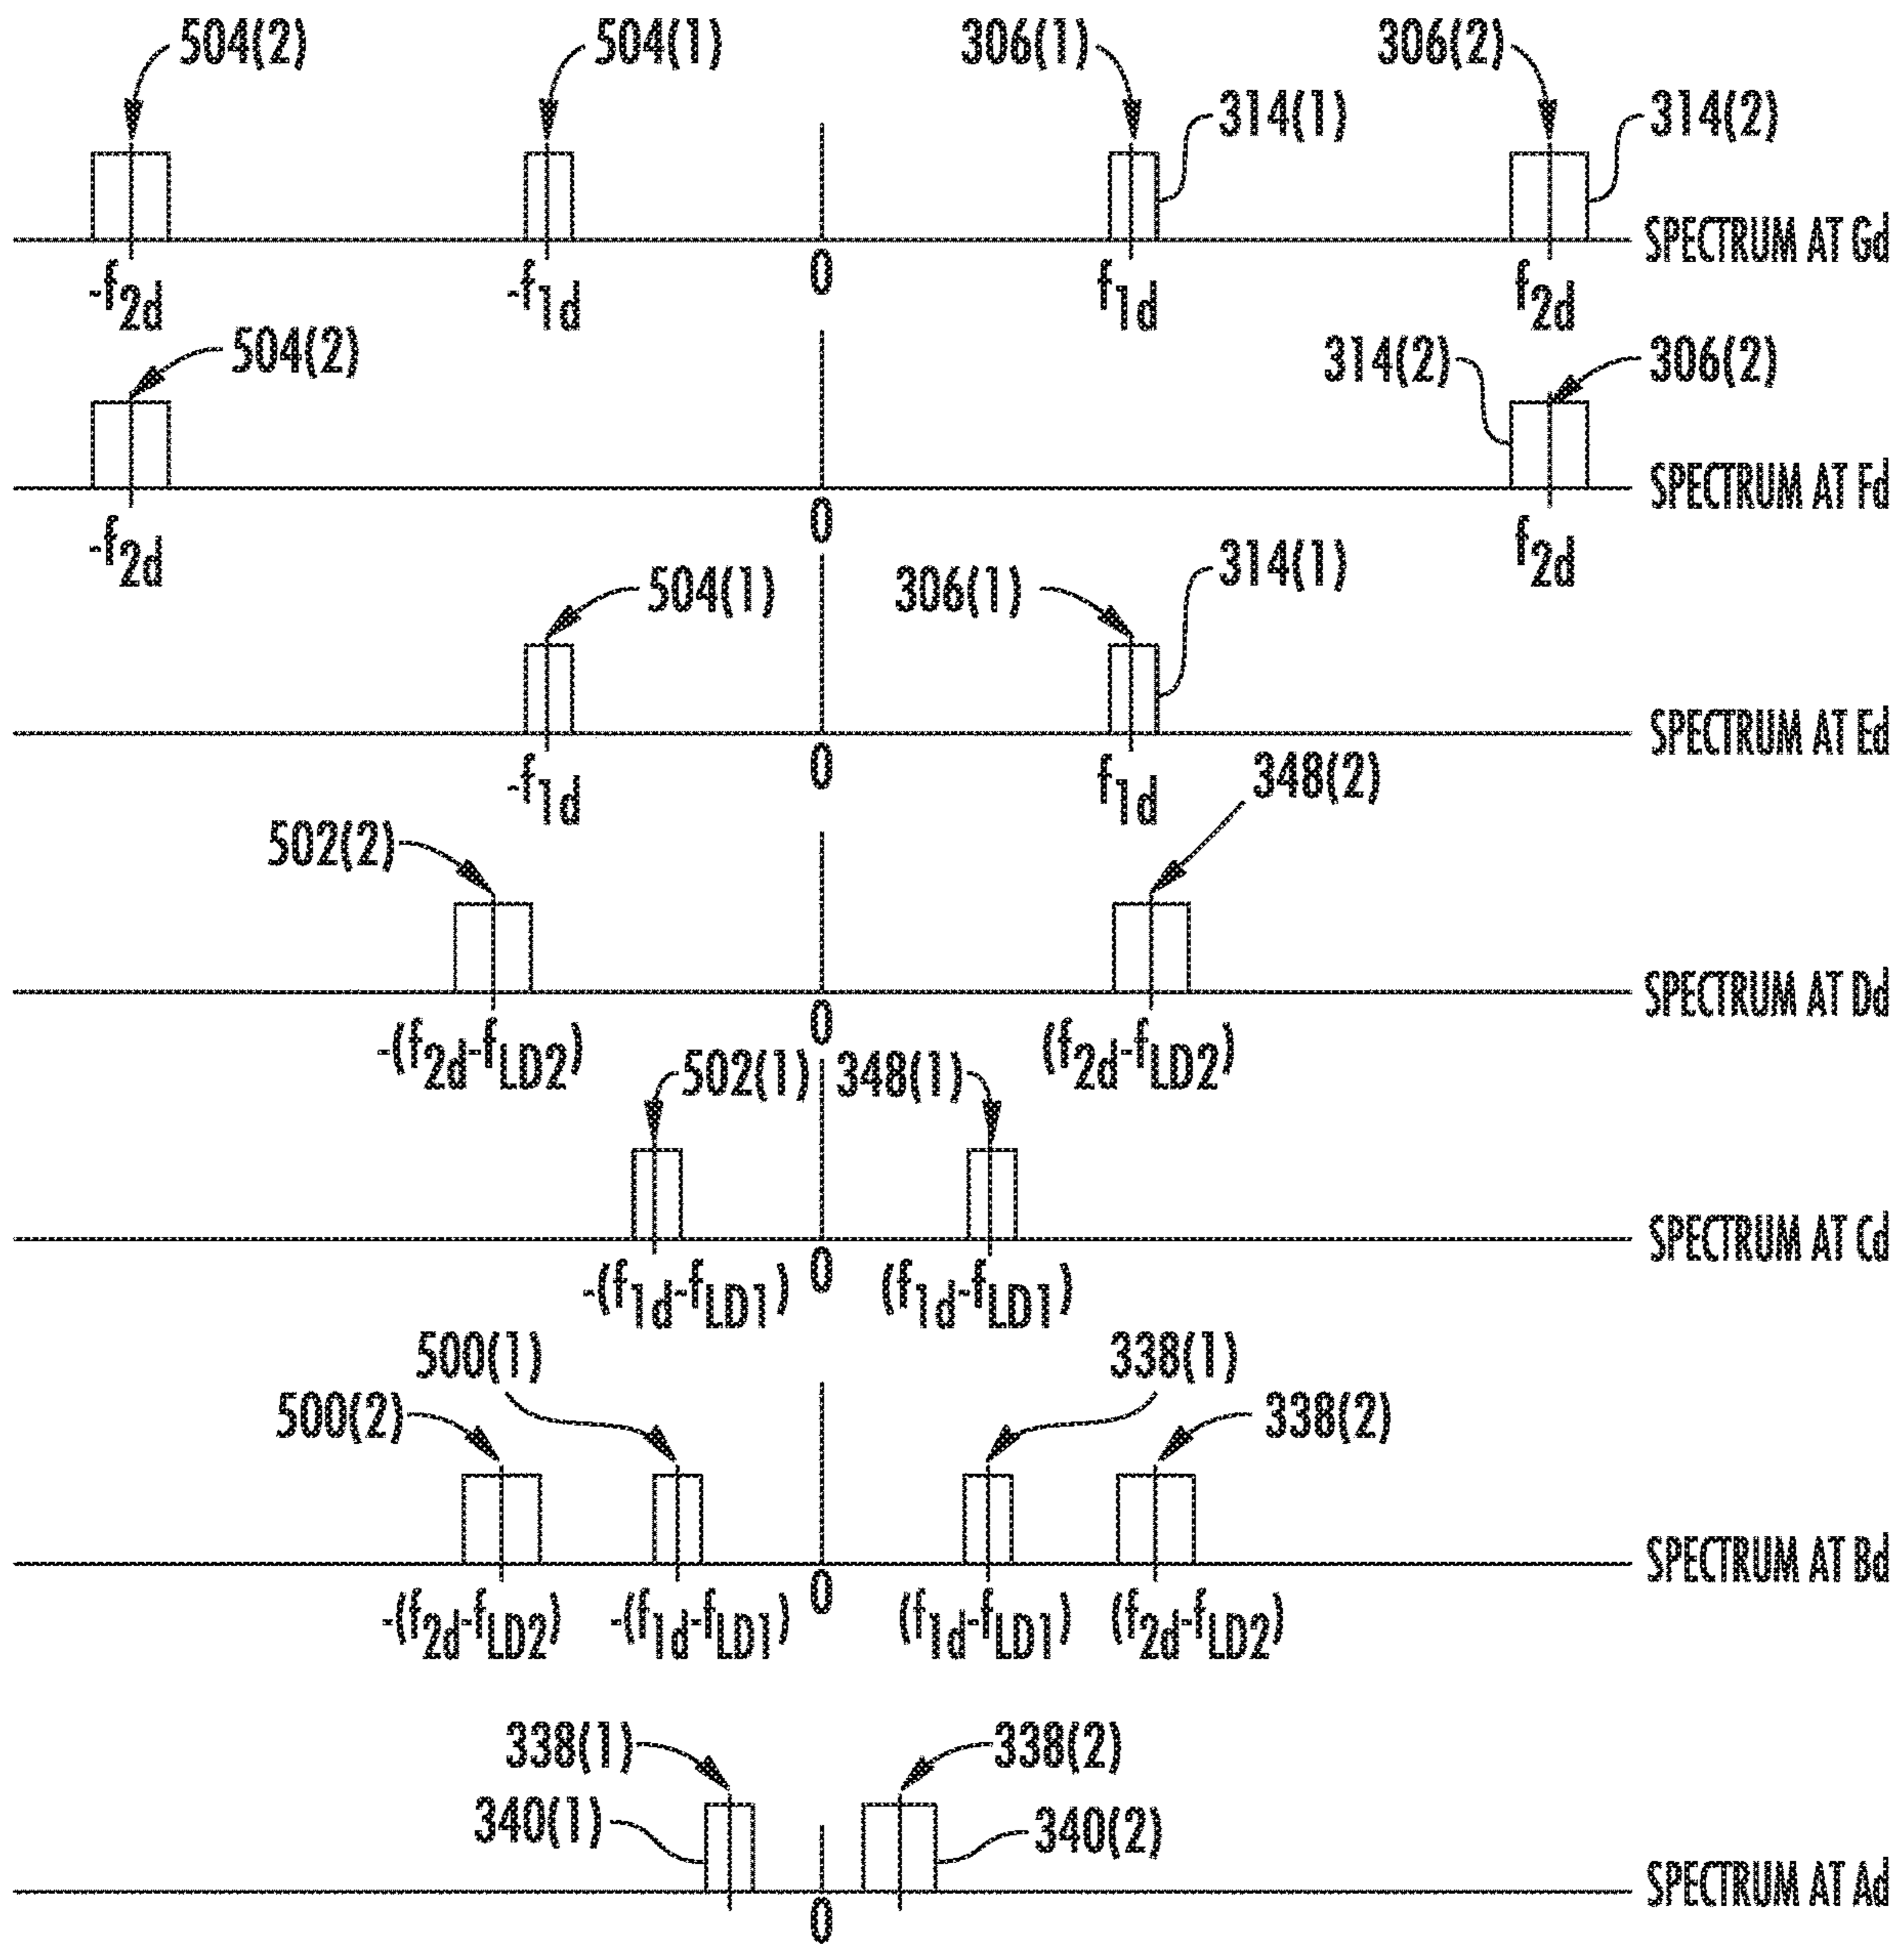 504(2) 504(1) 306(1) 306(2)
314(1) 314(2)
SPECTRUM AT Gd
-f2d -f1d 0 f1d f2d
504(2) 314(2) 306(2)
SPECTRUM AT Fd
-f2d 0 f2d
504(1) 306(1) 314(1)
SPECTRUM AT Ed
-f1d 0 f1d
502(2) 348(2)
SPECTRUM AT Dd
-(f2d-fLD2) 0 (f2d-fLD2)
502(1) 348(1)
SPECTRUM AT Cd
-(f1d-fLD1) 0 (f1d-fLD1)
500(1) 338(1)
500(2) 338(2)
SPECTRUM AT Bd
-(f2d-fLD2) -(f1d-fLD1) 0 (f1d-fLD1) (f2d-fLD2)
338(1) 338(2)
340(1) 340(2)
SPECTRUM AT Ad
0